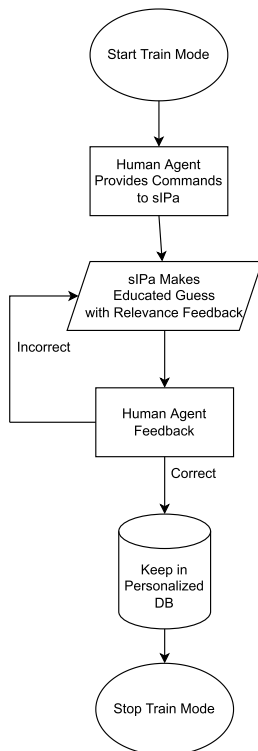 Start Train Mode
Human Agent
Provides Commands
to sIPa
sIPa Makes
Educated Guess
with Relevance Feedback
Incorrect
Human Agent
Feedback
Correct
Keep in
Personalized
DB
Stop Train Mode